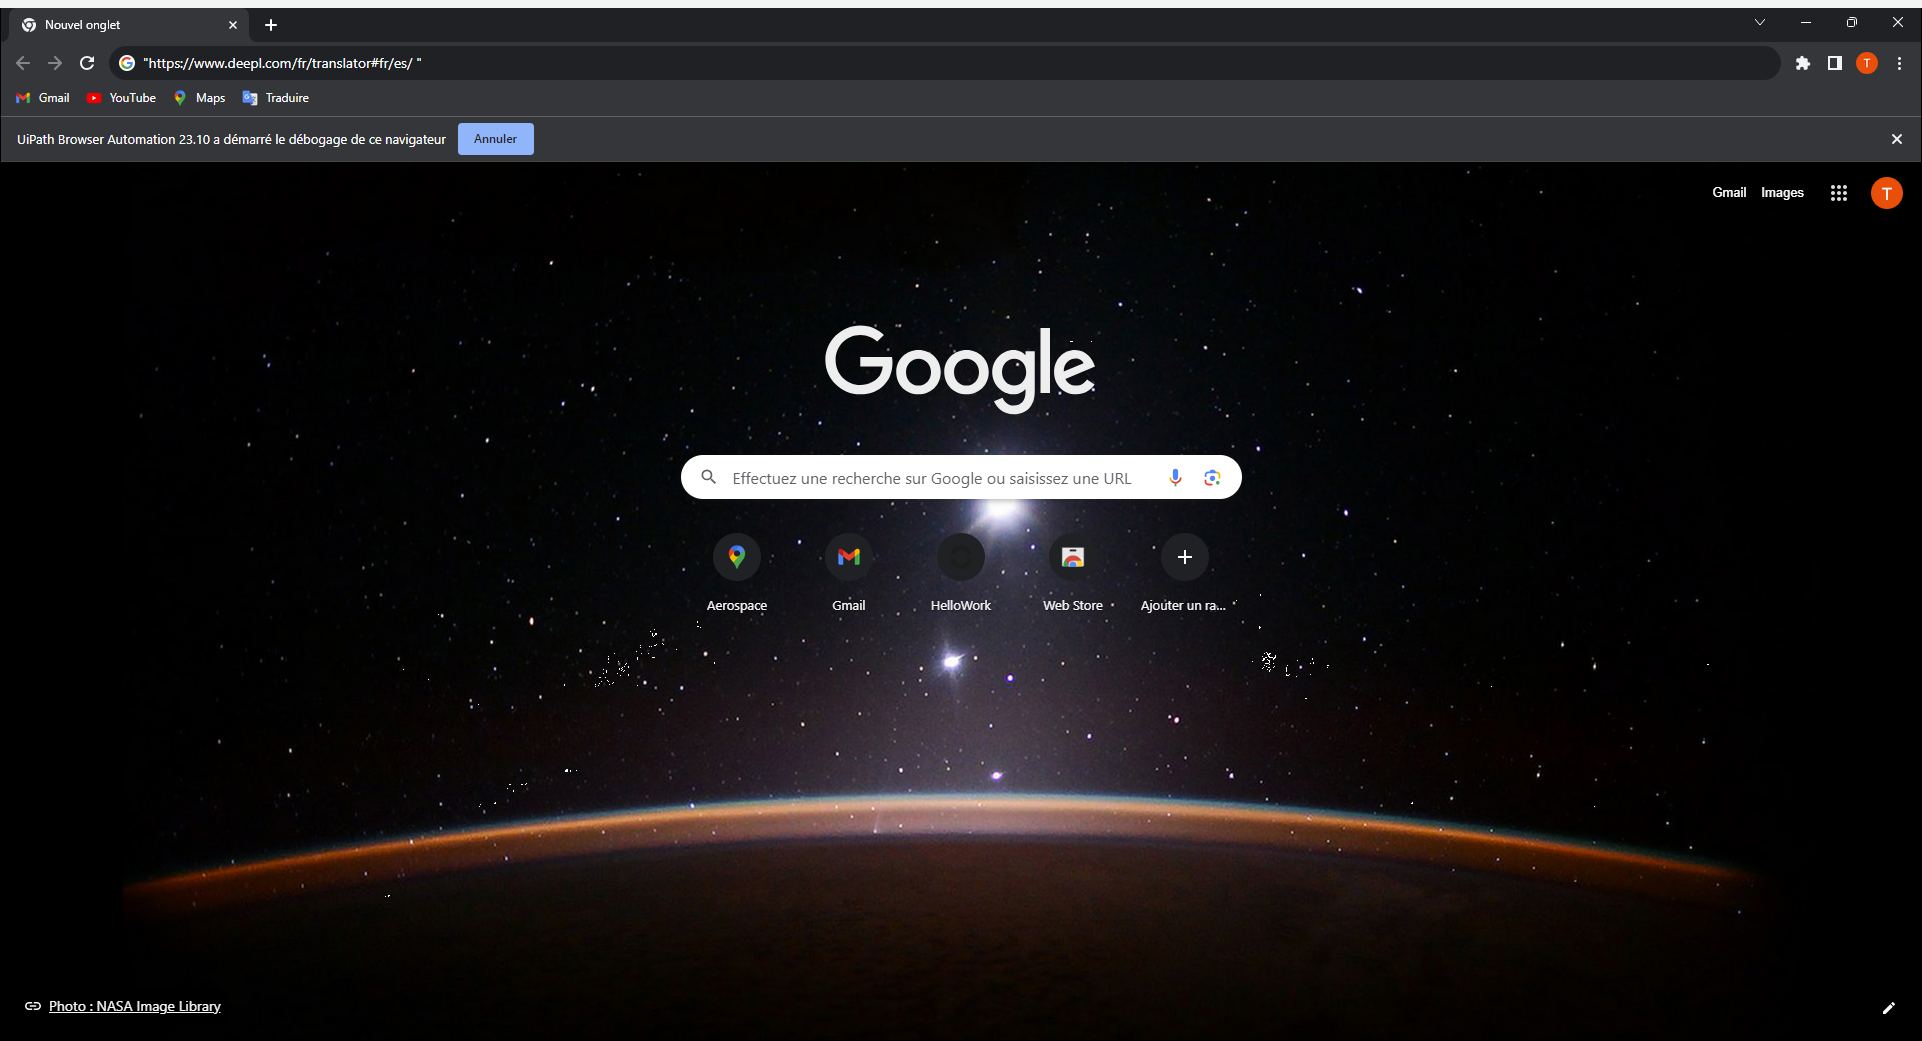 Nouvel onglet
"https://www.deepl.com/fr/translator#fr/es/ "
T
Gmail
YouTube
Maps
Traduire
UiPath Browser Automation 23.10 a démarré le débogage de ce navigateur
Annuler
Gmail
Images
T
Google
Effectuez une recherche sur Google ou saisissez une URL
Aerospace
Gmail
HelloWork
Web Store
Ajouter un ra...
Photo : NASA Image Library